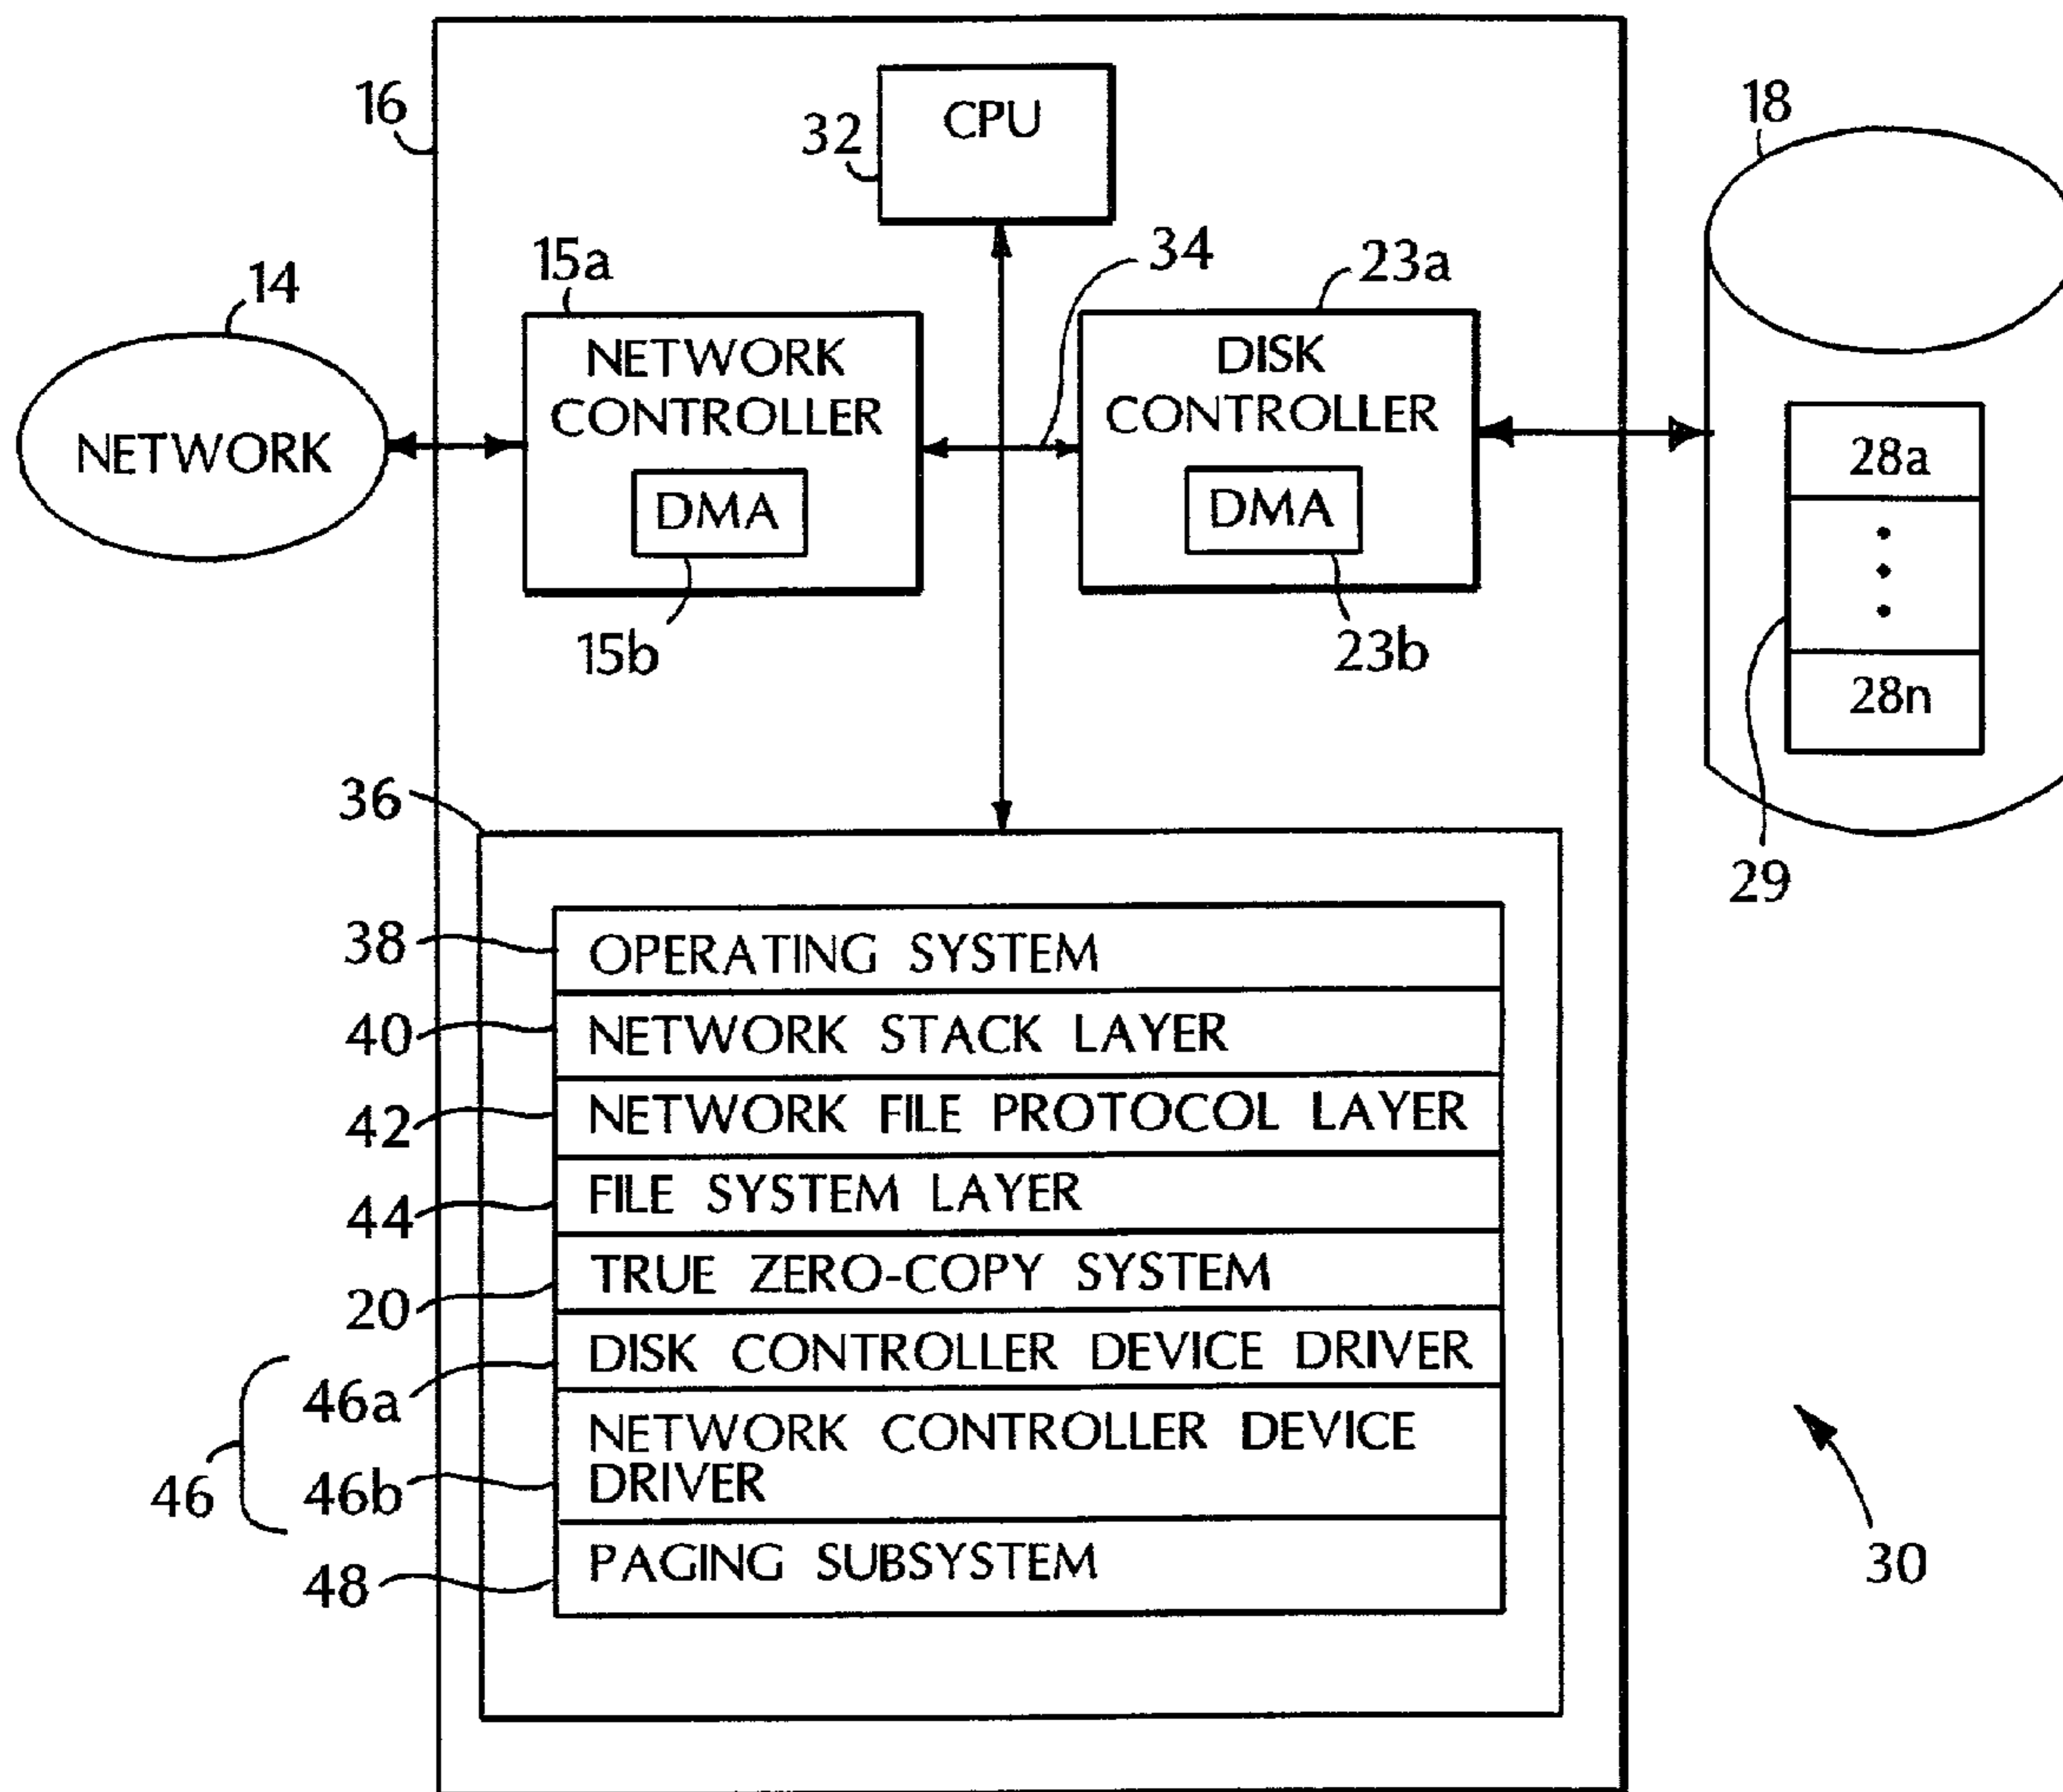 16
CPU
32
18
14
15a
34
23a
NETWORK
NETWORK
CONTROLLER
DMA
15b
DISK
CONTROLLER
DMA
23b
28a
28n
29
36
38
OPERATING SYSTEM
40
NETWORK STACK LAYER
42
NETWORK FILE PROTOCOL LAYER
44
FILE SYSTEM LAYER
20
TRUE ZERO-COPY SYSTEM
46
46a
DISK CONTROLLER DEVICE DRIVER
46b
NETWORK CONTROLLER DEVICE
DRIVER
48
PAGING SUBSYSTEM
30